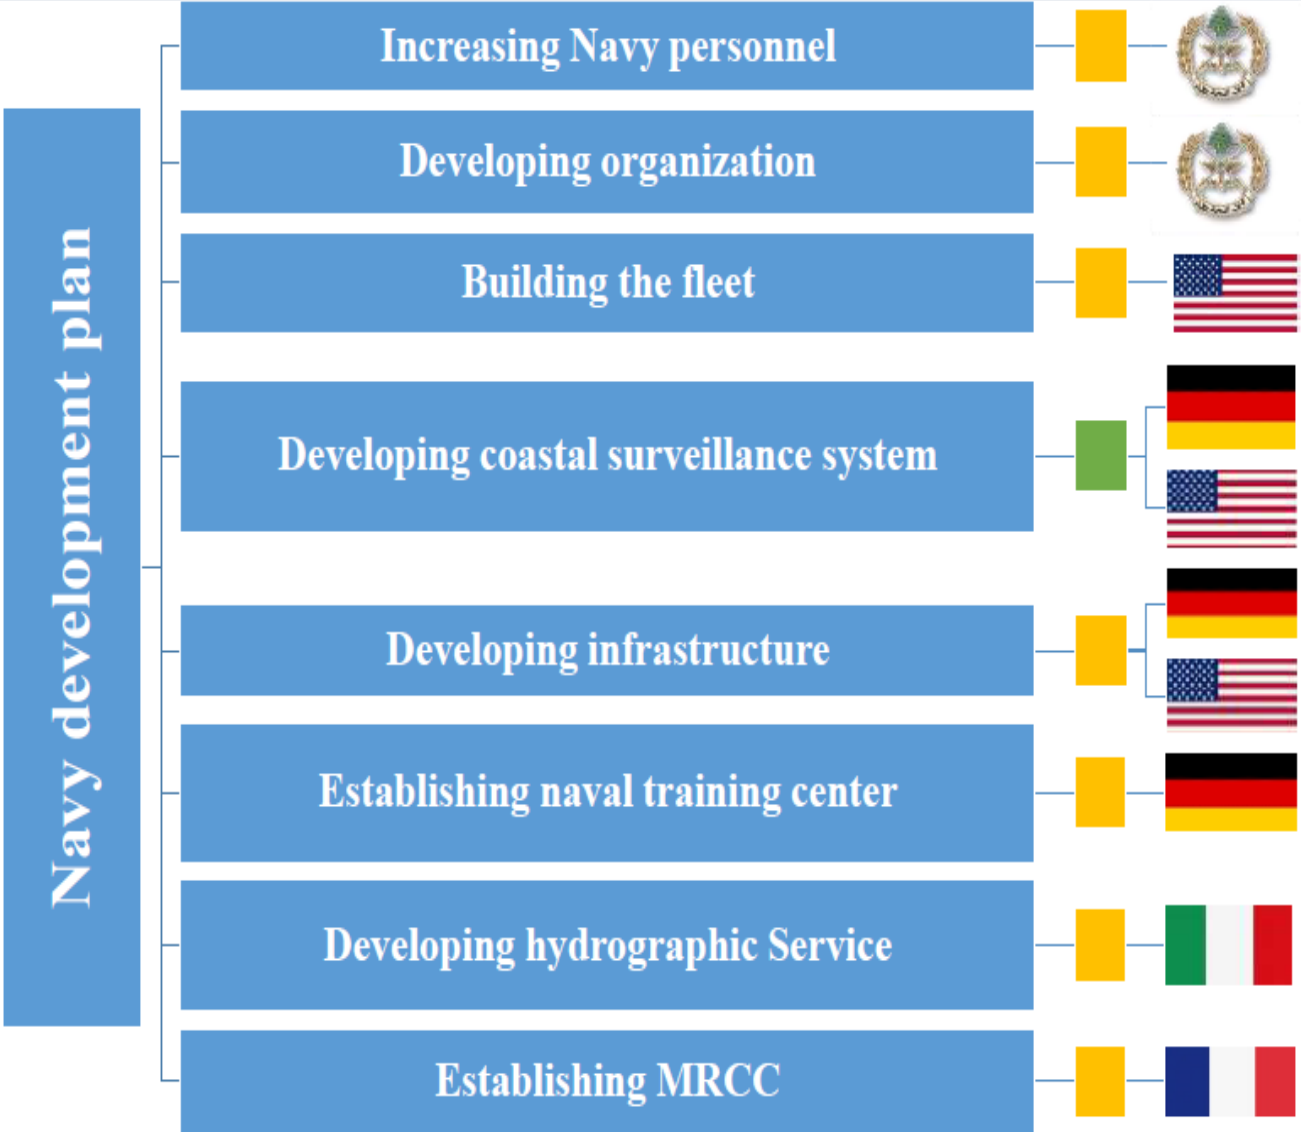 Navy development plan
Increasing Navy personnel
Developing organization
Building the fleet
Developing coastal surveillance system
Developing infrastructure
Establishing naval training center
Developing hydrographic Service
Establishing MRCC